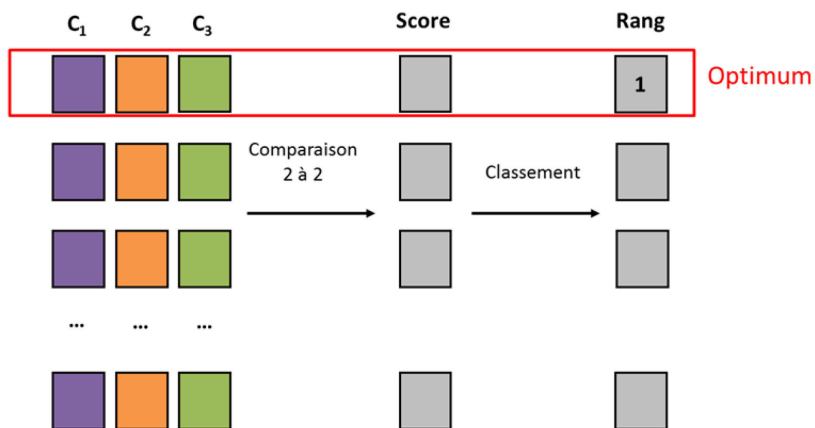 C₁ C₂ C₃ Score Rang
1 Optimum
Comparaison
2 à 2
Classement
... ... ...